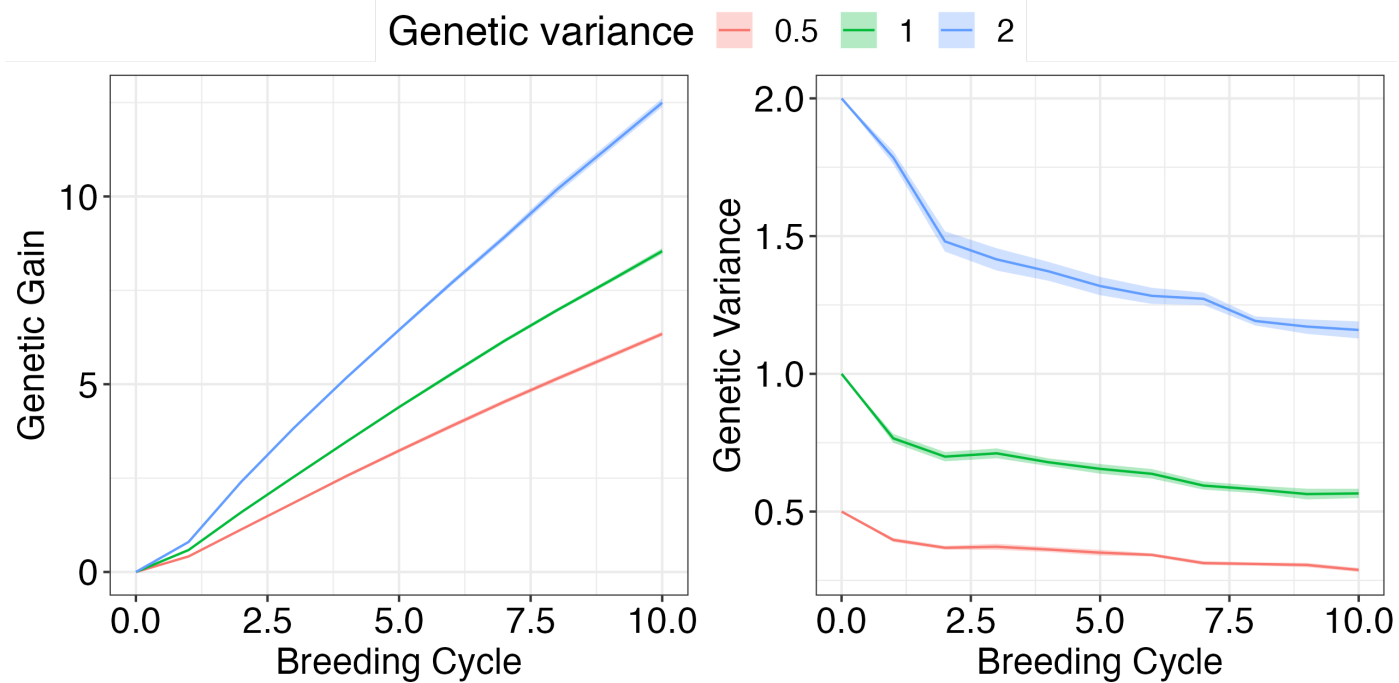 Genetic variance 0.5 1 2
Genetic Gain
10
5
0
0.0 2.5 5.0 7.5 10.0
Breeding Cycle
Genetic Variance
2.0
1.5
1.0
0.5
0.0 2.5 5.0 7.5 10.0
Breeding Cycle